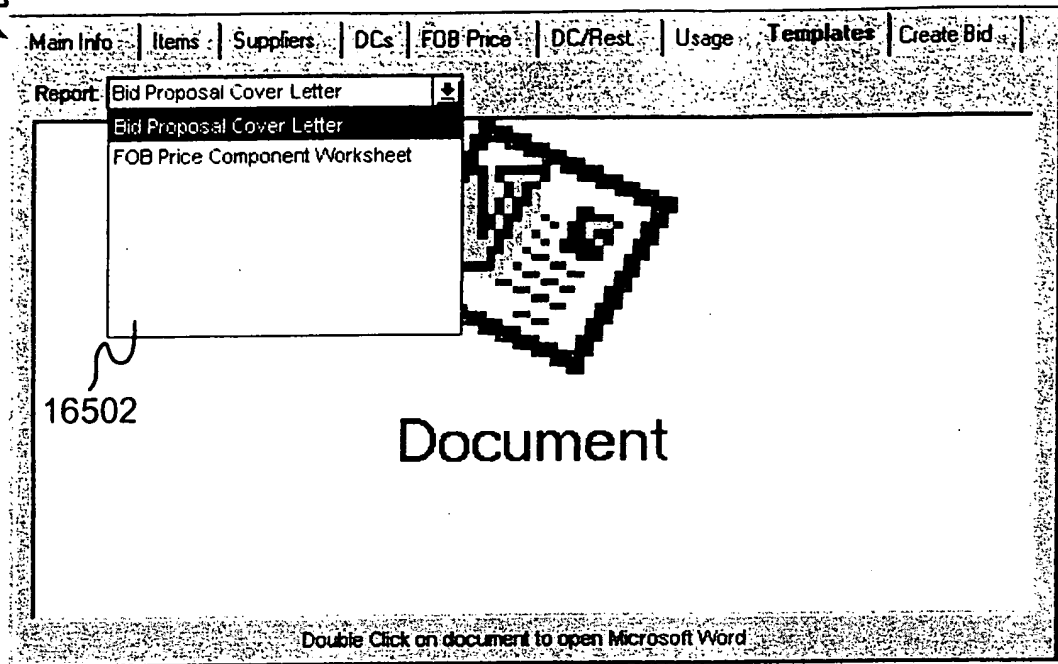 Main Info Items Suppliers DCs FOB Price DC/Rest Usage Templates Create Bid
Report: Bid Proposal Cover Letter
Bid Proposal Cover Letter
FOB Price Component Worksheet
16502
Document
Double Click on document to open Microsoft Word